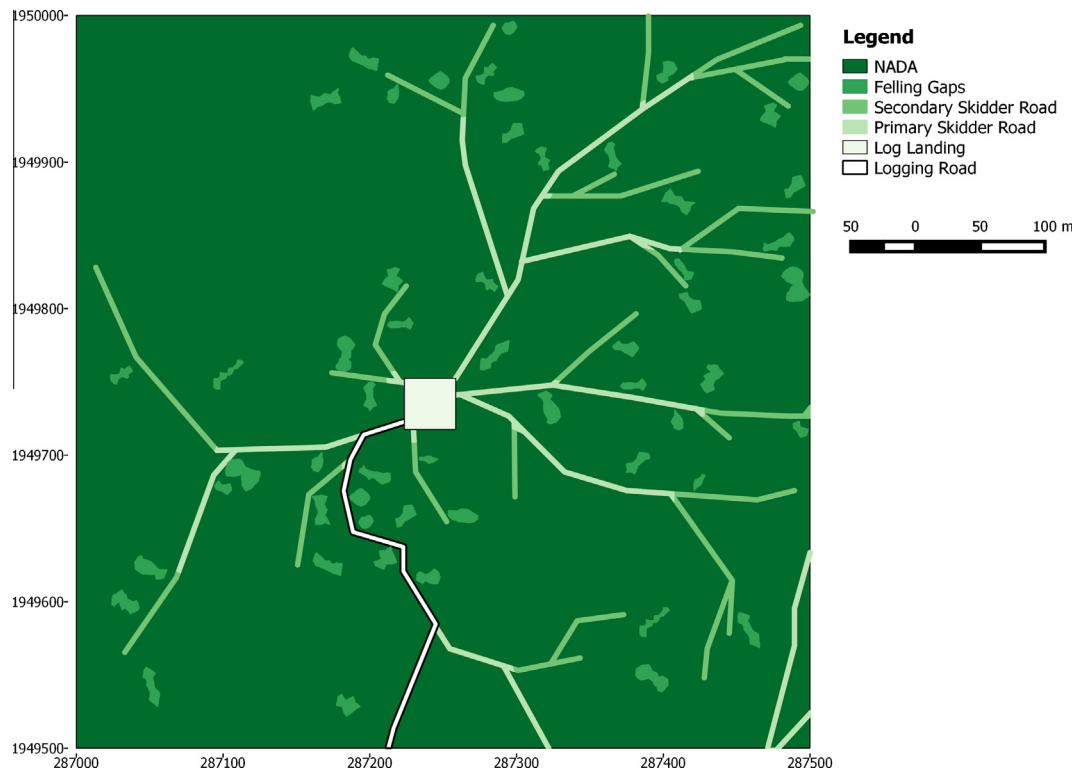 1950000
1949900
1949800
1949700
1949600
1949500
287000
287100
287200
287300
287400
287500
Legend
NADA
Felling Gaps
Secondary Skidder Road
Primary Skidder Road
Log Landing
Logging Road
50 0 50 100 m